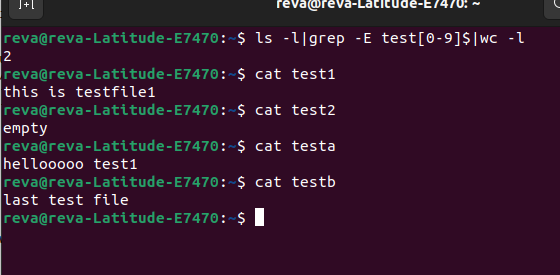 reva@reva-Latitude-E7470: ~
reva@reva-Latitude-E7470:~$ ls -l|grep -E test[0-9]$|wc -l
2
reva@reva-Latitude-E7470:~$ cat test1
this is testfile1
reva@reva-Latitude-E7470:~$ cat test2
empty
reva@reva-Latitude-E7470:~$ cat testa
hellooooo test1
reva@reva-Latitude-E7470:~$ cat testb
last test file
reva@reva-Latitude-E7470:~$